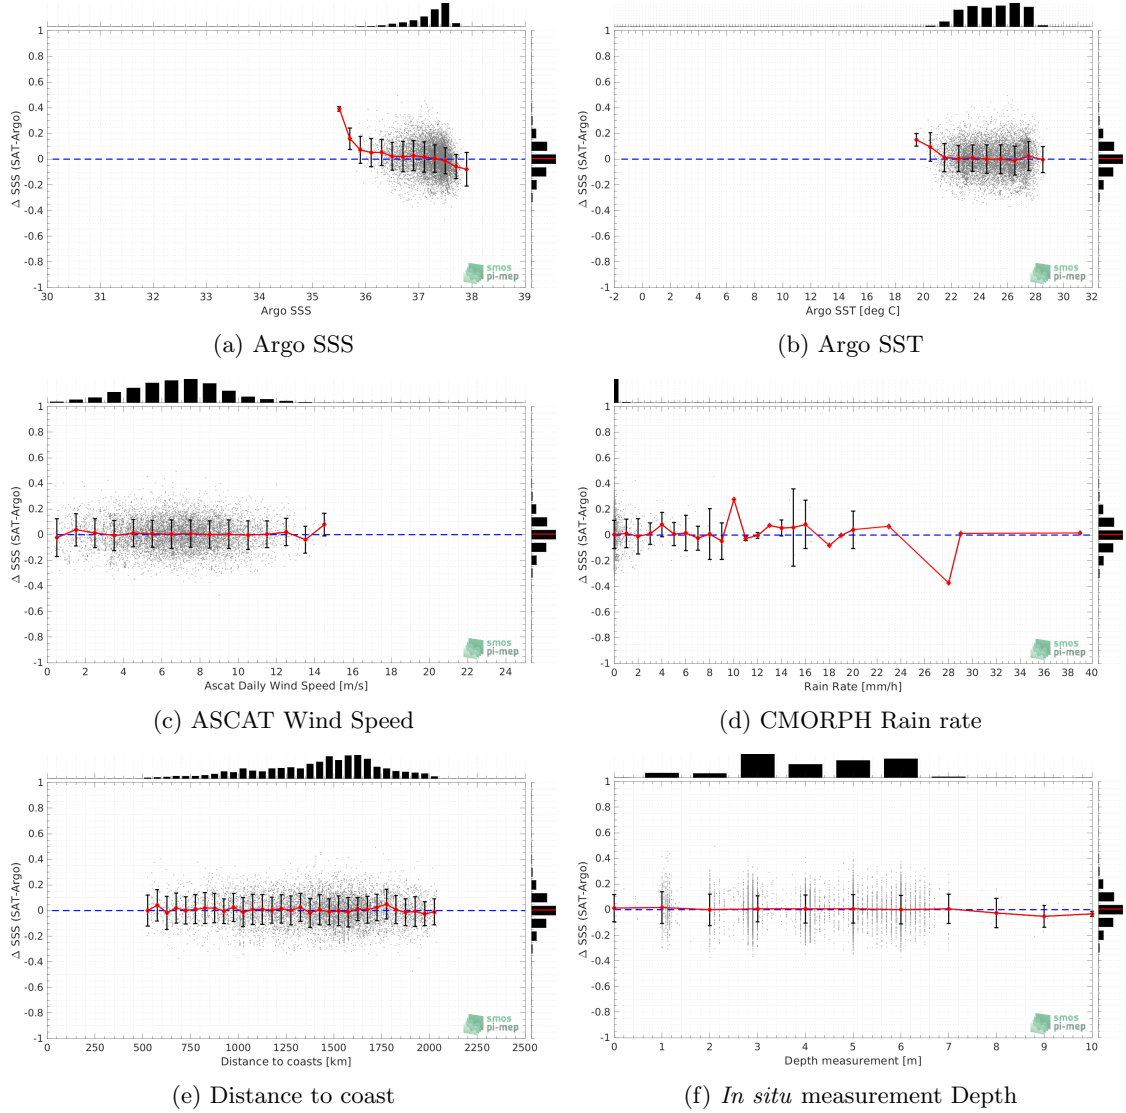 1
0.8
0.6
0.4
0.2
0
-0.2
-0.4
-0.6
-0.8
-1
Δ SSS (SAT-Argo)
30 31 32 33 34 35 36 37 38 39
Argo SSS
smos
pi-mep
(a) Argo SSS
1
0.8
0.6
0.4
0.2
0
-0.2
-0.4
-0.6
-0.8
-1
Δ SSS (SAT-Argo)
-2 0 2 4 6 8 10 12 14 16 18 20 22 24 26 28 30 32
Argo SST [deg C]
smos
pi-mep
(b) Argo SST
1
0.8
0.6
0.4
0.2
0
-0.2
-0.4
-0.6
-0.8
-1
Δ SSS (SAT-Argo)
0 2 4 6 8 10 12 14 16 18 20 22 24
Ascat Daily Wind Speed [m/s]
smos
pi-mep
(c) ASCAT Wind Speed
1
0.8
0.6
0.4
0.2
0
-0.2
-0.4
-0.6
-0.8
-1
Δ SSS (SAT-Argo)
0 2 4 6 8 10 12 14 16 18 20 22 24 26 28 30 32 34 36 38 40
Rain Rate [mm/h]
smos
pi-mep
(d) CMORPH Rain rate
1
0.8
0.6
0.4
0.2
0
-0.2
-0.4
-0.6
-0.8
-1
Δ SSS (SAT-Argo)
0 250 500 750 1000 1250 1500 1750 2000 2250 2500
Distance to coasts [km]
smos
pi-mep
(e) Distance to coast
1
0.8
0.6
0.4
0.2
0
-0.2
-0.4
-0.6
-0.8
-1
Δ SSS (SAT-Argo)
0 1 2 3 4 5 6 7 8 9 10
Depth measurement [m]
smos
pi-mep
(f) In situ measurement Depth